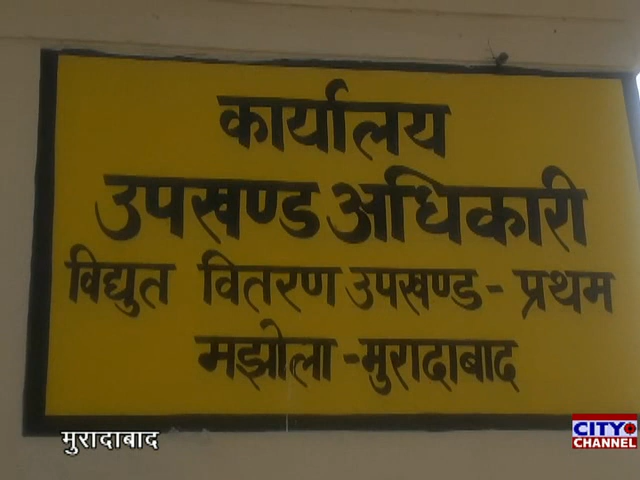 कार्यालय
उपखण्ड अधिकारी
विद्युत वितरण उपखण्ड - प्रथम
मझोला - मुरादाबाद
मुरादाबाद
CITY
CHANNEL